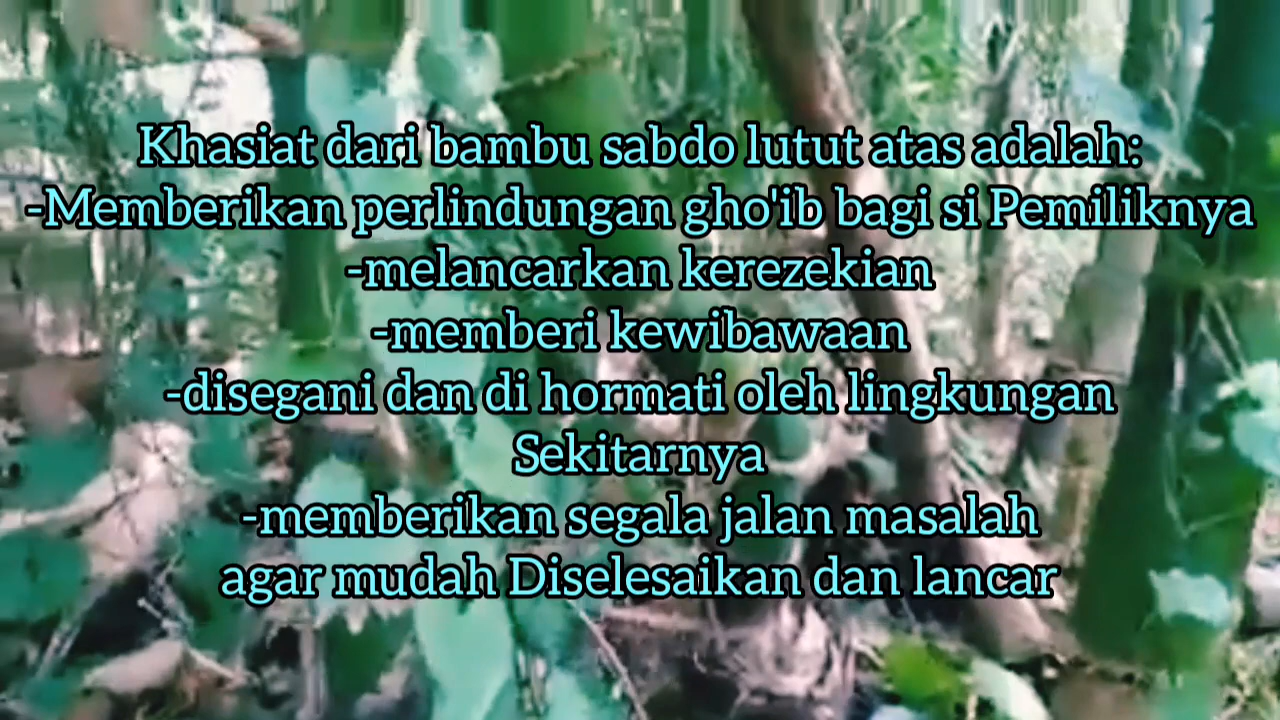 Khasiat dari bambu sabdo lutut atas adalah:
-Memberikan perlindungan gho'ib bagi si Pemiliknya
-melancarkan kerezekian
-memberi kewibawaan
-disegani dan di hormati oleh lingkungan
Sekitarnya
-memberikan segala jalan masalah
agar mudah Diselesaikan dan lancar